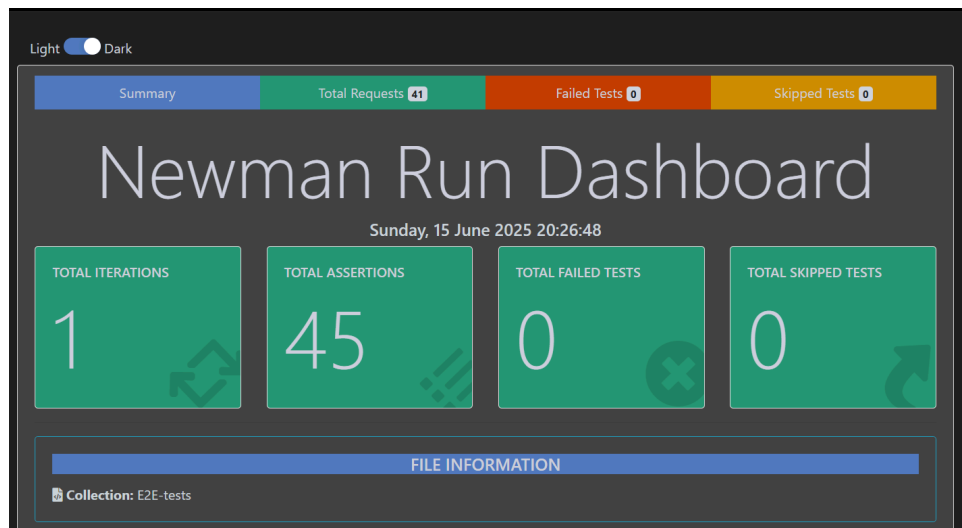 Light Dark
Summary Total Requests 41 Failed Tests 0 Skipped Tests 0
Newman Run Dashboard
Sunday, 15 June 2025 20:26:48
TOTAL ITERATIONS TOTAL ASSERTIONS TOTAL FAILED TESTS TOTAL SKIPPED TESTS
1 45 0 0
FILE INFORMATION
Collection: E2E-tests